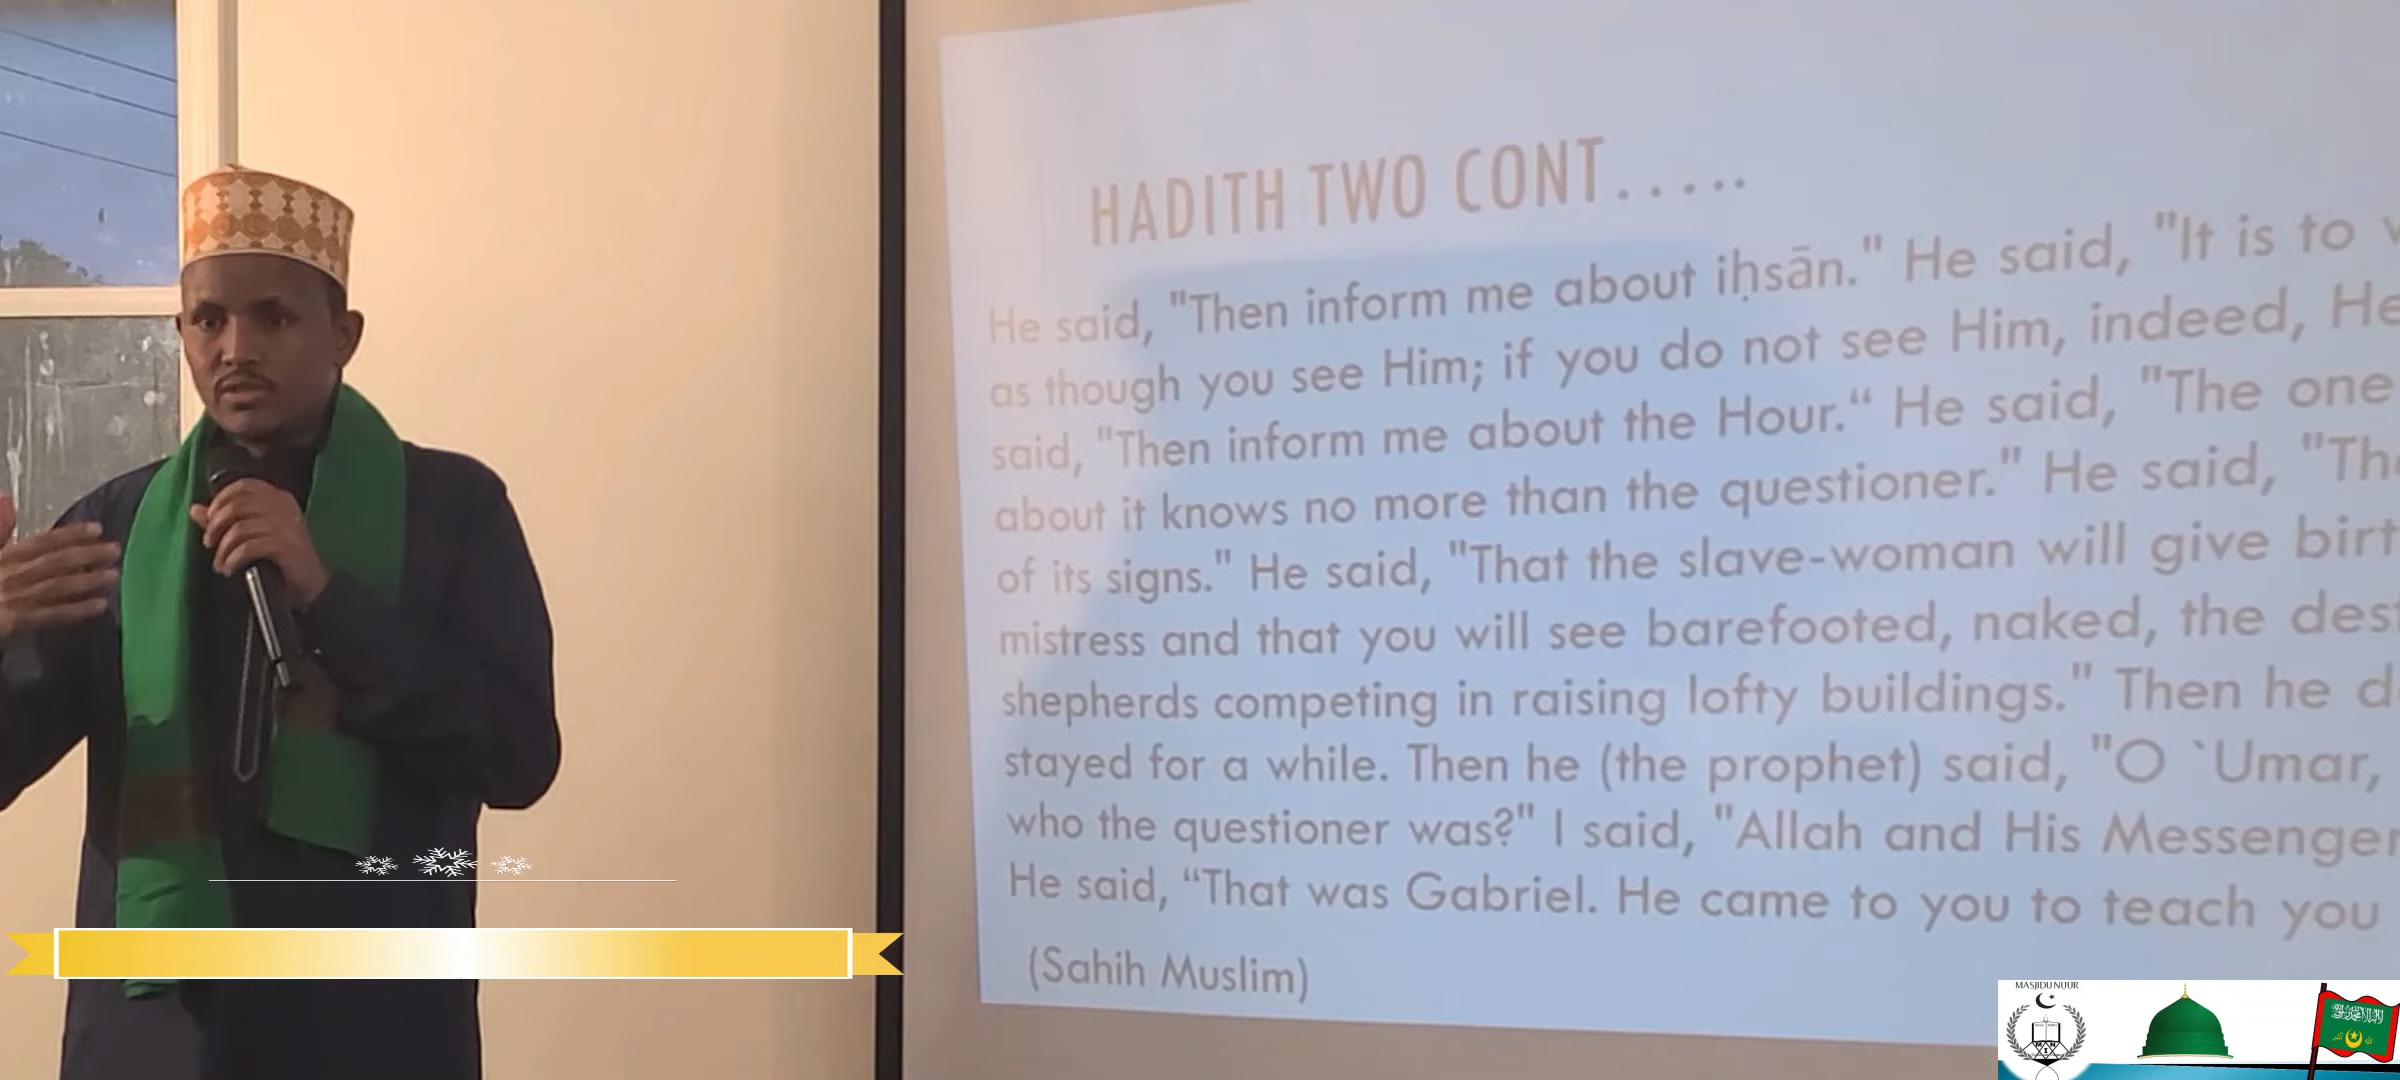 HADITH TWO CONT.....
He said, "Then inform me about iḥsān." He said, "It is to
as though you see Him; if you do not see Him, indeed, He
said, "Then inform me about the Hour.“ He said, "The one
about it knows no more than the questioner." He said,
of its signs." He said, "That the slave-woman will give
mistress and that you will see barefooted, naked, the
shepherds competing in raising lofty buildings." Then he
stayed for a while. Then he (the prophet) said, "O `Umar,
who the questioner was?" I said, "Allah and His Messenger
He said, “That was Gabriel. He came to you to teach you
(Sahih Muslim)
MASJIDU NUUR